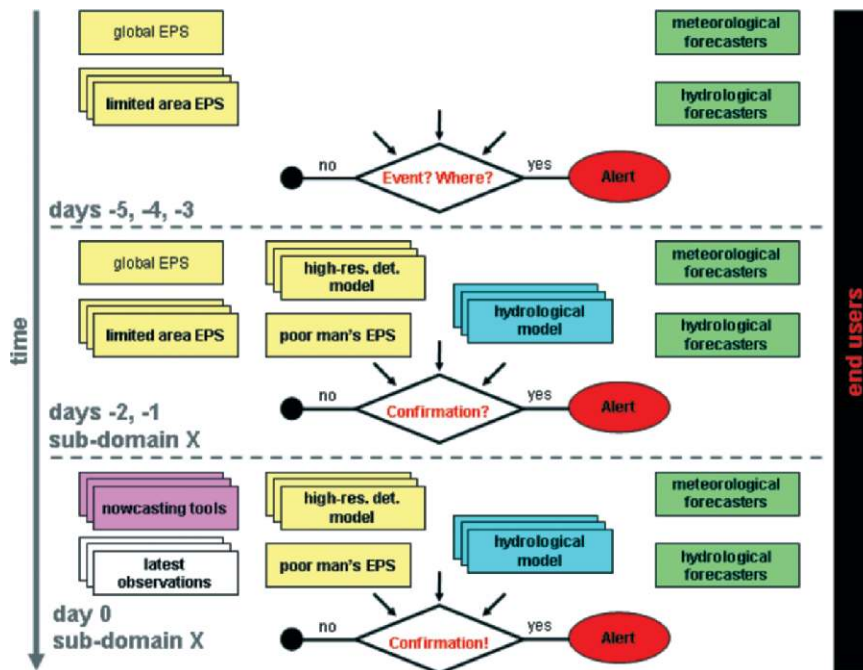 global EPS
limited area EPS
meteorological
forecasters
hydrological
forecasters
no
Event? Where?
yes
Alert
days -5, -4, -3
global EPS
limited area EPS
high-res. det.
model
poor man's EPS
hydrological
model
meteorological
forecasters
hydrological
forecasters
no
Confirmation?
yes
Alert
days -2, -1
sub-domain X
nowcasting tools
latest
observations
high-res. det.
model
poor man's EPS
hydrological
model
meteorological
forecasters
hydrological
forecasters
no
Confirmation!
yes
Alert
day 0
sub-domain X
time
end users